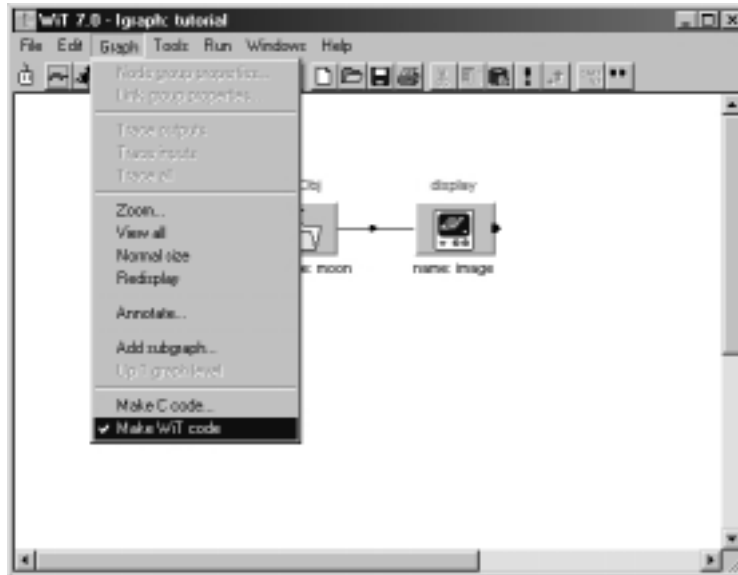 WiT 7.0 - Igraph: tutorial
File Edit Graph Tools Run Windows Help
Node group properties...
Link group properties...
Trace outputs
Trace inputs
Trace all
Zoom...
View all
Normal size
Redisplay
Annotate...
Add subgraph...
Up 1 graph level
Make C code...
Make WiT code
Obj
display
e: moon
name: image